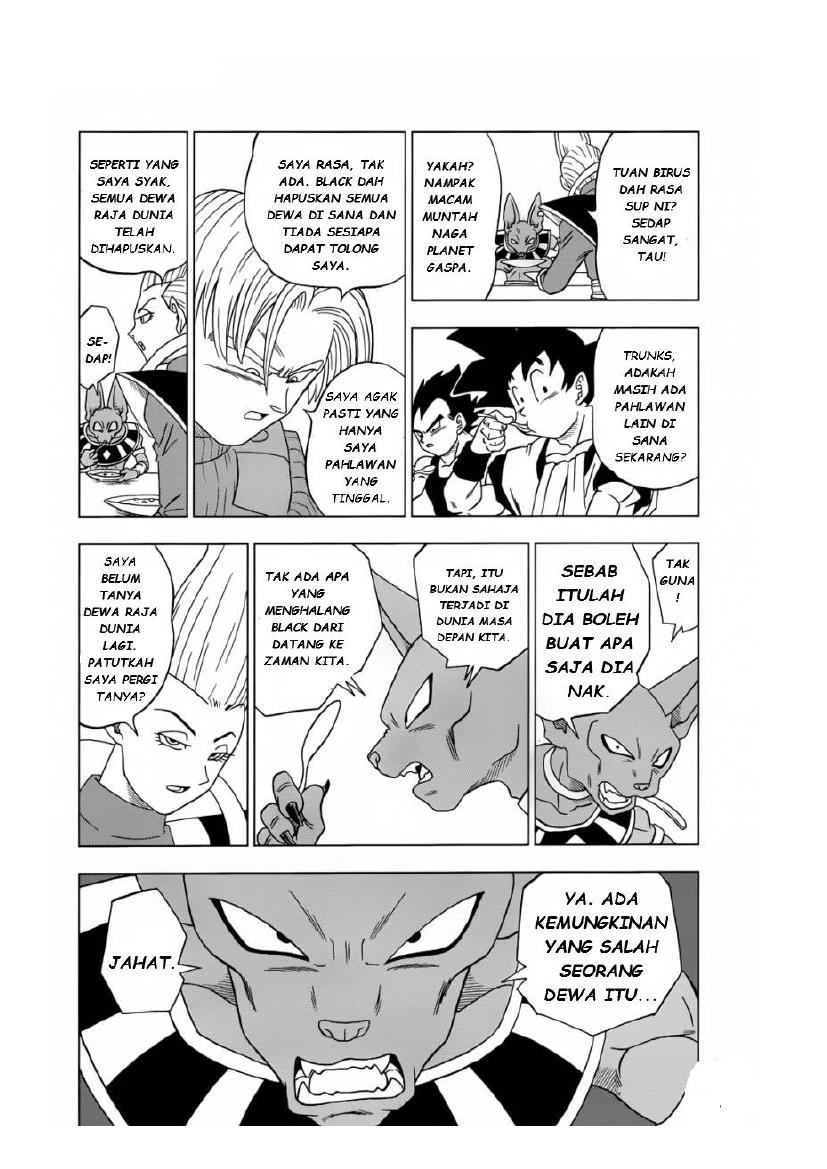 TUAN BIRUS
DAH RASA
SUP NI?
SEDAP
SANGAT,
TAU!
YAKAH?
NAMPAK
MACAM
MUNTAH
NAGA
PLANET
GASPA.
TRUNKS,
ADAKAH
MASIH ADA
PAHLAWAN
LAIN DI
SANA
SEKARANG?
SAYA RASA, TAK
ADA. BLACK DAH
HAPUSKAN SEMUA
DEWA DI SANA DAN
TIADA SESIAPA
DAPAT TOLONG
SAYA.
SAYA AGAK
PASTI YANG
HANYA
SAYA
PAHLAWAN
YANG
TINGGAL.
SEPERTI YANG
SAYA SYAK,
SEMUA DEWA
RAJA DUNIA
TELAH
DIHAPUSKAN.
SE-
DAP!
TAK
GUNA
!
SEBAB
ITULAH
DIA BOLEH
BUAT APA
SAJA DIA
NAK.
TAPI, ITU
BUKAN SAHAJA
TERJADI DI
DUNIA MASA
DEPAN KITA.
TAK ADA APA
YANG
MENGHALANG
BLACK DARI
DATANG KE
ZAMAN KITA.
SAYA
BELUM
TANYA
DEWA RAJA
DUNIA
LAGI.
PATUTKAH
SAYA PERGI
TANYA?
YA. ADA
KEMUNGKINAN
YANG SALAH
SEORANG
DEWA ITU...
JAHAT.